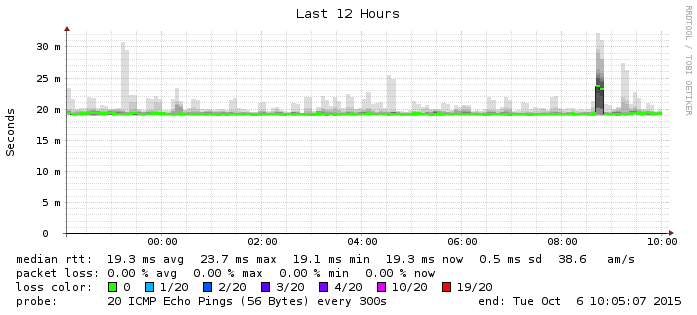 Last 12 Hours
RRDTOOL / TOBI OETIKER
Seconds
30 m
25 m
20 m
15 m
10 m
5 m
0
00:00 02:00 04:00 06:00 08:00 10:00
median rtt: 19.3 ms avg 23.7 ms max 19.1 ms min 19.3 ms now 0.5 ms sd 38.6 am/s
packet loss: 0.00 % avg 0.00 % max 0.00 % min 0.00 % now
loss color: 0 1/20 2/20 3/20 4/20 10/20 19/20
probe: 20 ICMP Echo Pings (56 Bytes) every 300s end: Tue Oct 6 10:05:07 2015